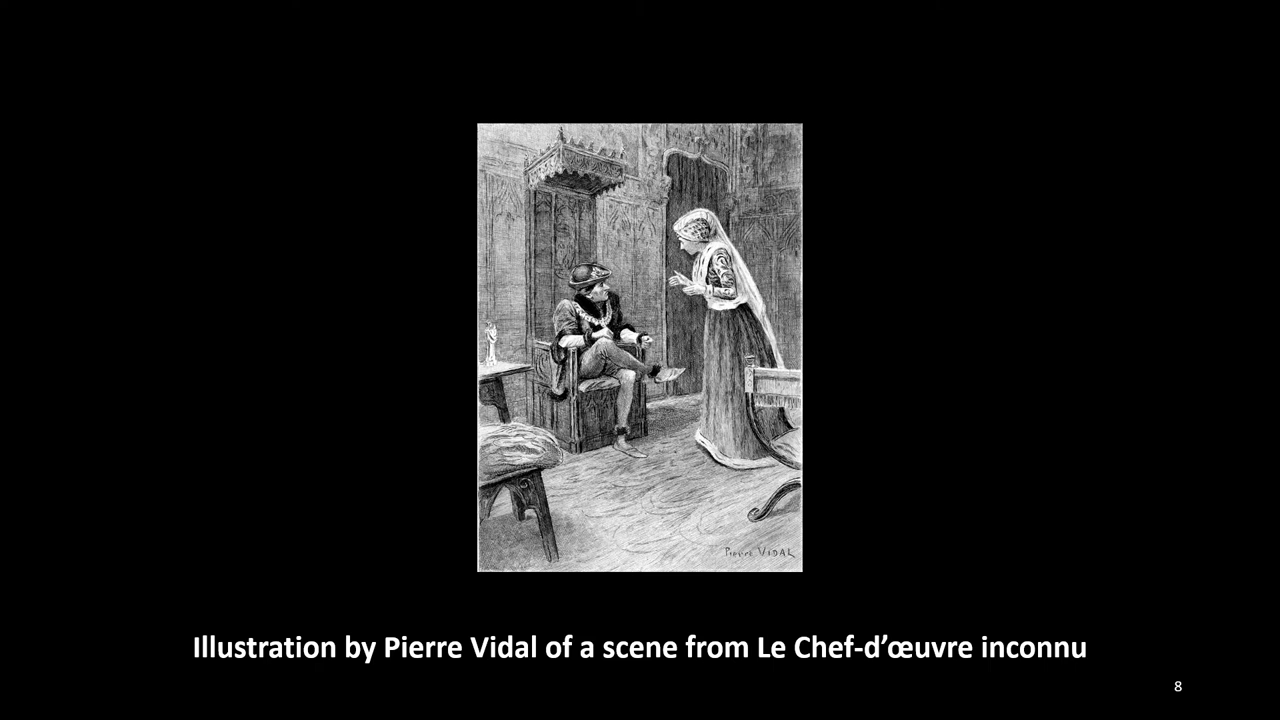 Pierre VIDAL
Illustration by Pierre Vidal of a scene from Le Chef-d’œuvre inconnu
8